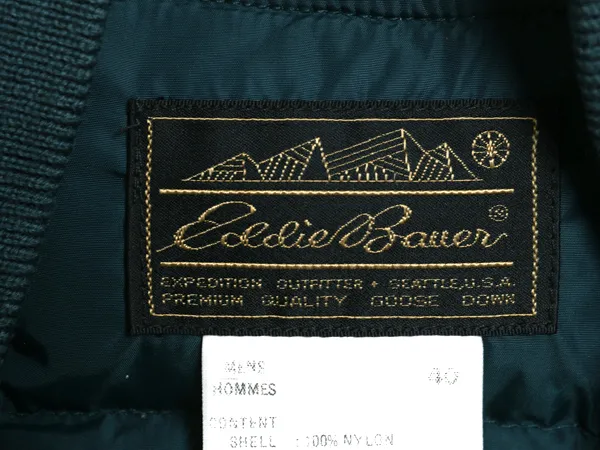 Eddie Bauer ®
EXPEDITION OUTFITTER • SEATTLE, U.S.A.
PREMIUM QUALITY GOOSE DOWN
MENS 40
HOMMES
CONTENT
SHELL : 100% NYLON